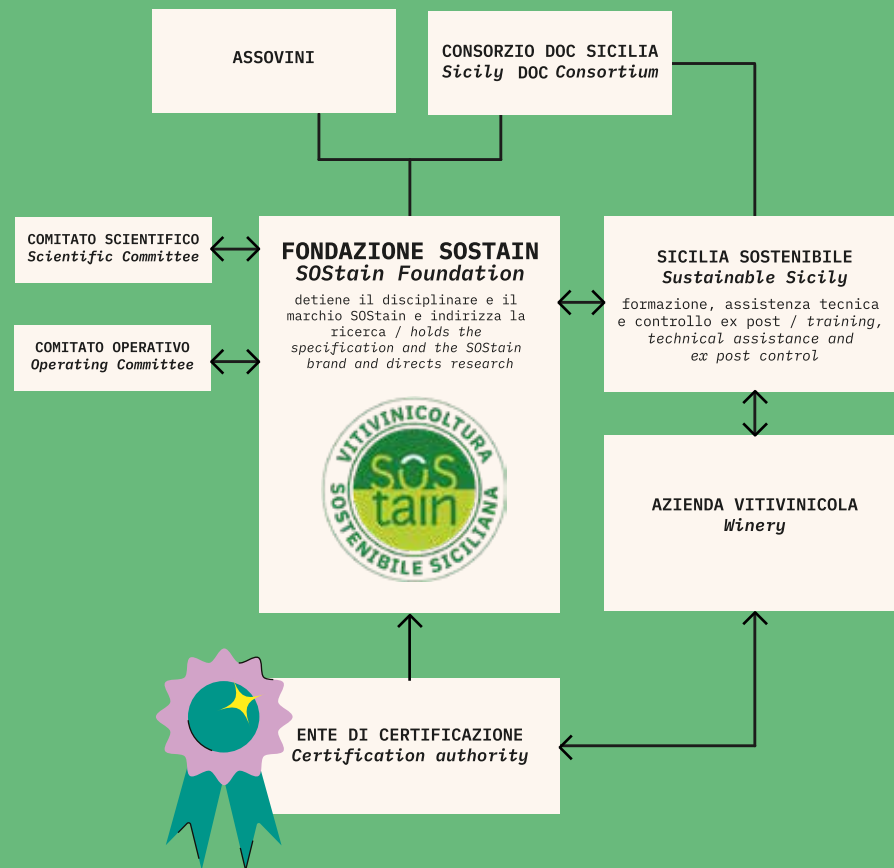 ASSOVINI
CONSORZIO DOC SICILIA
Sicily DOC Consortium
COMITATO SCIENTIFICO
Scientific Committee
COMITATO OPERATIVO
Operating Committee
FONDAZIONE SOSTAIN
SOStain Foundation
detiene il disciplinare e il
marchio SOStain e indirizza la
ricerca / holds the
specification and the SOStain
brand and directs research
VITIVINICOLTURA
SOS
tain
SOSTENIBILE SICILIANA
SICILIA SOSTENIBILE
Sustainable Sicily
formazione, assistenza tecnica
e controllo ex post / training,
technical assistance and
ex post control
AZIENDA VITIVINICOLA
Winery
ENTE DI CERTIFICAZIONE
Certification authority